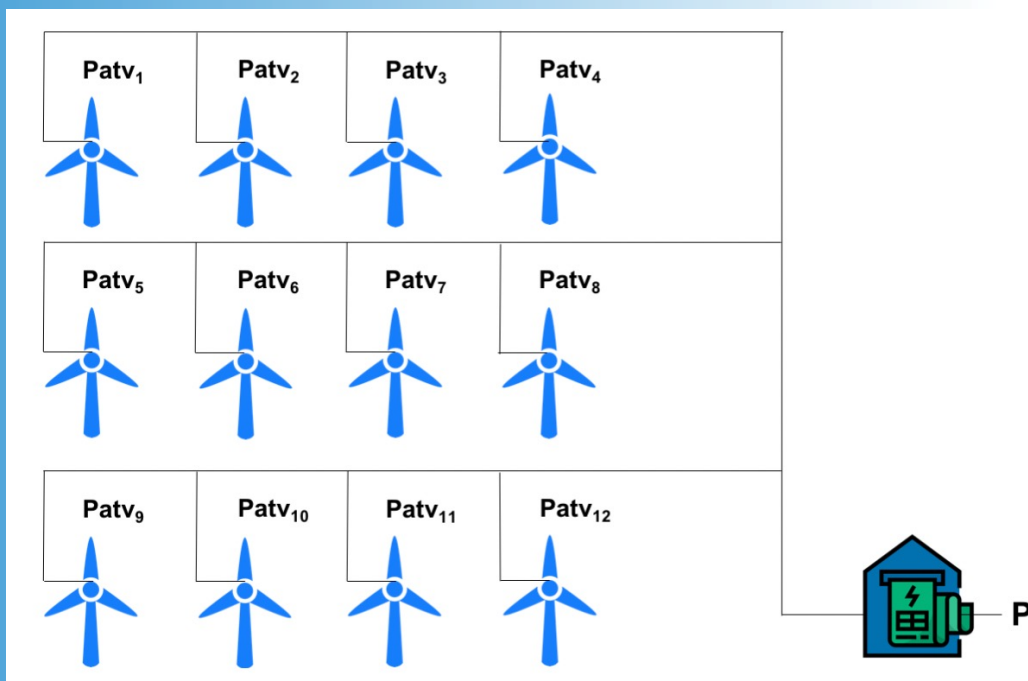 Patv₁ Patv₂ Patv₃ Patv₄
Patv₅ Patv₆ Patv₇ Patv₈
Patv₉ Patv₁₀ Patv₁₁ Patv₁₂
P